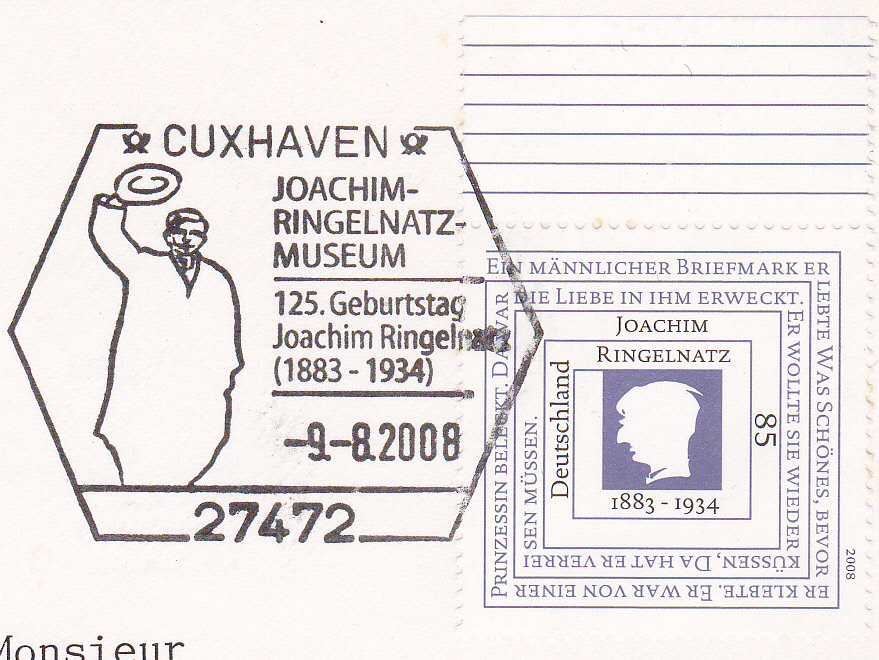 CUXHAVEN
JOACHIM-
RINGELNATZ-
MUSEUM
125. Geburtstag
Joachim Ringelnatz
(1883 - 1934)
-9.-8.2008
27472
EIN MÄNNLICHER BRIEFMARK ER
LEBTE WAS SCHÖNES, BEVOR
ER KLEBTE. ER WAR VON EINER
PRINZESSIN BELECKT. DA WAR
DIE LIEBE IN IHM ERWECKT.
ER WOLLTE SIE WIEDER
KÜSSEN, DA HAT ER VERREI
SEN MÜSSEN.
JOACHIM
RINGELNATZ
85
1883 - 1934
Deutschland
2008
Monsieur